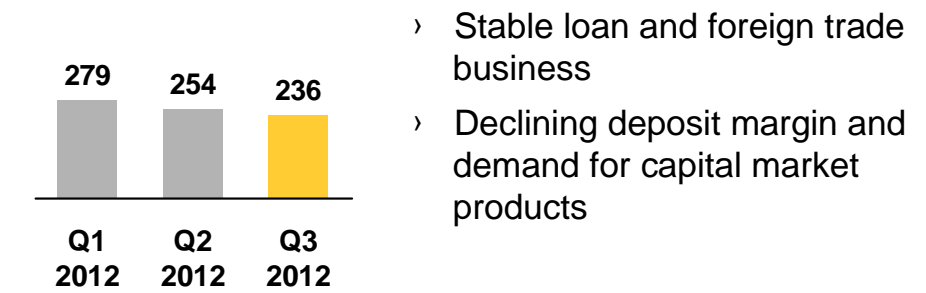 279
254
236
Q1
2012
Q2
2012
Q3
2012
› Stable loan and foreign trade
business
› Declining deposit margin and
demand for capital market
products